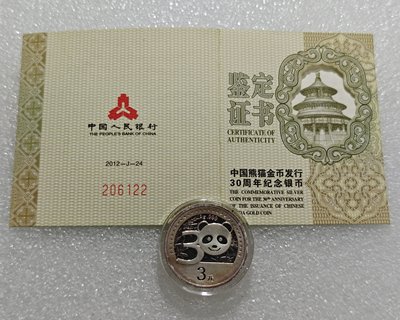 中国人民银行
THE PEOPLE'S BANK OF CHINA
2012-J-24
206122
鉴定
证书
CERTIFICATE OF
AUTHENTICITY
中国熊猫金币发行
30周年纪念银币
THE COMMEMORATIVE SILVER
COIN FOR THE 30TH ANNIVERSARY
OF THE ISSUANCE OF CHINESE
PANDA GOLD COIN
30
3元